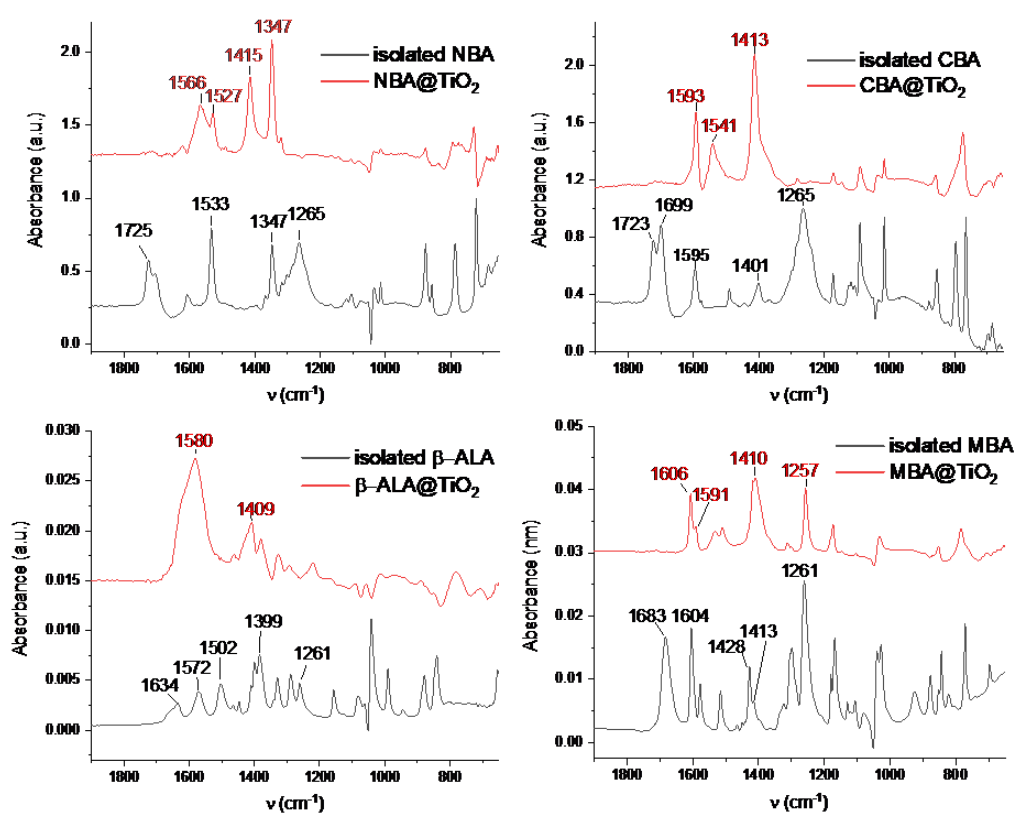 1347
1415
1566
1527
isolated NBA
NBA@TiO₂
2.0
1.5
1.0
0.5
0.0
Absorbance (a.u.)
1533
1725
1347
1265
1800 1600 1400 1200 1000 800
ν (cm⁻¹)
1413
1593
1541
isolated CBA
CBA@TiO₂
2.0
1.6
1.2
0.8
0.4
0.0
Absorbance (a.u.)
1723
1699
1595
1401
1265
1800 1600 1400 1200 1000 800
ν (cm⁻¹)
1580
1409
isolated β–ALA
β–ALA@TiO₂
0.030
0.025
0.020
0.015
0.010
0.005
0.000
Absorbance (a.u.)
1634
1572
1502
1399
1261
1800 1600 1400 1200 1000 800
ν (cm⁻¹)
1606
1591
1410
1257
isolated MBA
MBA@TiO₂
0.05
0.04
0.03
0.02
0.01
0.00
Absorbance (nm)
1683
1604
1428
1413
1261
1800 1600 1400 1200 1000 800
ν (cm⁻¹)